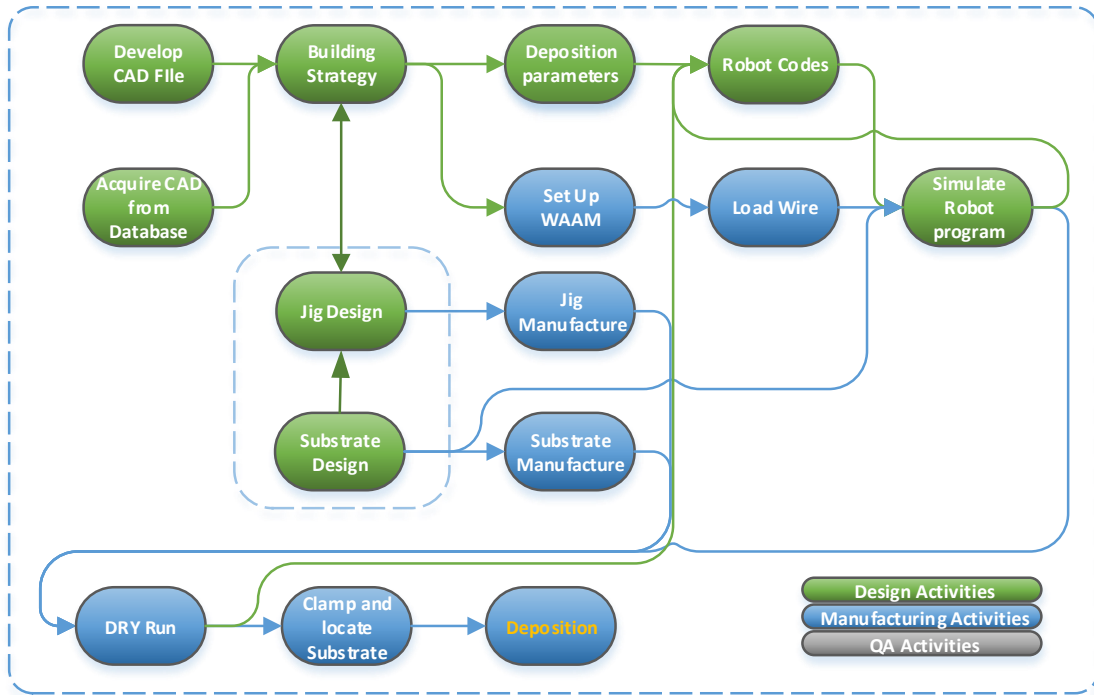 Develop
CAD FIle
Building
Strategy
Deposition
parameters
Robot Codes
Acquire CAD
from
Database
Set Up
WAAM
Load Wire
Simulate
Robot
program
Jig Design
Jig
Manufacture
Substrate
Design
Substrate
Manufacture
DRY Run
Clamp and
locate
Substrate
Deposition
Design Activities
Manufacturing Activities
QA Activities